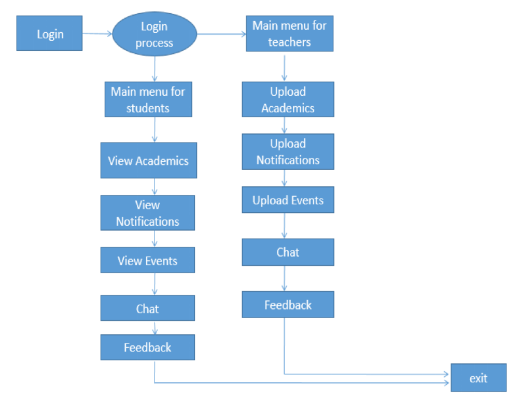 Login
Login
process
Main menu for
teachers
Main menu for
students
Upload
Academics
View Academics
Upload
Notifications
View
Notifications
Upload Events
View Events
Chat
Chat
Feedback
Feedback
exit